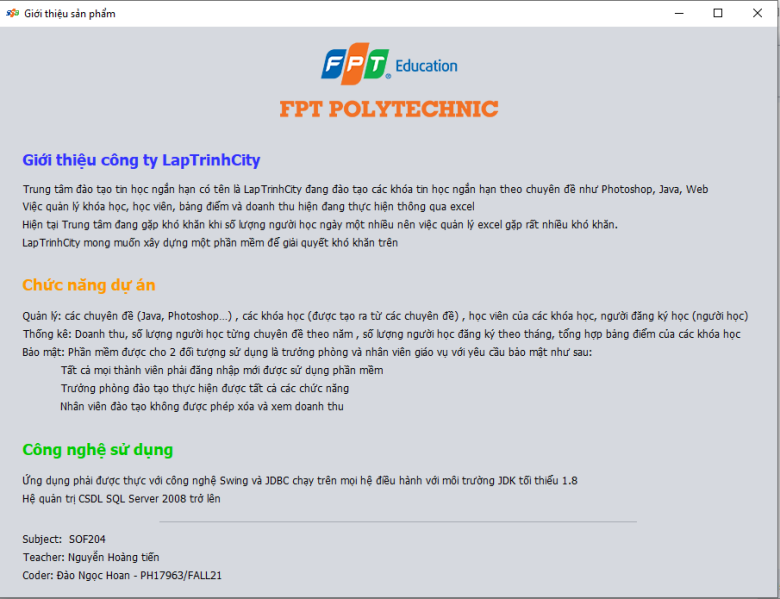 Giới thiệu sản phẩm
FPT Education
FPT POLYTECHNIC
Giới thiệu công ty LapTrinhCity
Trung tâm đào tạo tin học ngắn hạn có tên là LapTrinhCity đang đào tạo các khóa tin học ngắn hạn theo chuyên đề như Photoshop, Java, Web
Việc quản lý khóa học, học viên, bảng điểm và doanh thu hiện đang thực hiện thông qua excel
Hiện tại Trung tâm đang gặp khó khăn khi số lượng người học ngày một nhiều nên việc quản lý excel gặp rất nhiều khó khăn.
LapTrinhCity mong muốn xây dựng một phần mềm để giải quyết khó khăn trên
Chức năng dự án
Quản lý: các chuyên đề (Java, Photoshop...) , các khóa học (được tạo ra từ các chuyên đề) , học viên của các khóa học, người đăng ký học (người học)
Thống kê: Doanh thu, số lượng người học từng chuyên đề theo năm , số lượng người học đăng ký theo tháng, tổng hợp bảng điểm của các khóa học
Bảo mật: Phần mềm được cho 2 đối tượng sử dụng là trưởng phòng và nhân viên giáo vụ với yêu cầu bảo mật như sau:
Tất cả mọi thành viên phải đăng nhập mới được sử dụng phần mềm
Trưởng phòng đào tạo thực hiện được tất cả các chức năng
Nhân viên đào tạo không được phép xóa và xem doanh thu
Công nghệ sử dụng
Ứng dụng phải được thực với công nghệ Swing và JDBC chạy trên mọi hệ điều hành với môi trường JDK tối thiểu 1.8
Hệ quản trị CSDL SQL Server 2008 trở lên
Subject: SOF204
Teacher: Nguyễn Hoàng tiến
Coder: Đào Ngọc Hoan - PH17963/FALL21